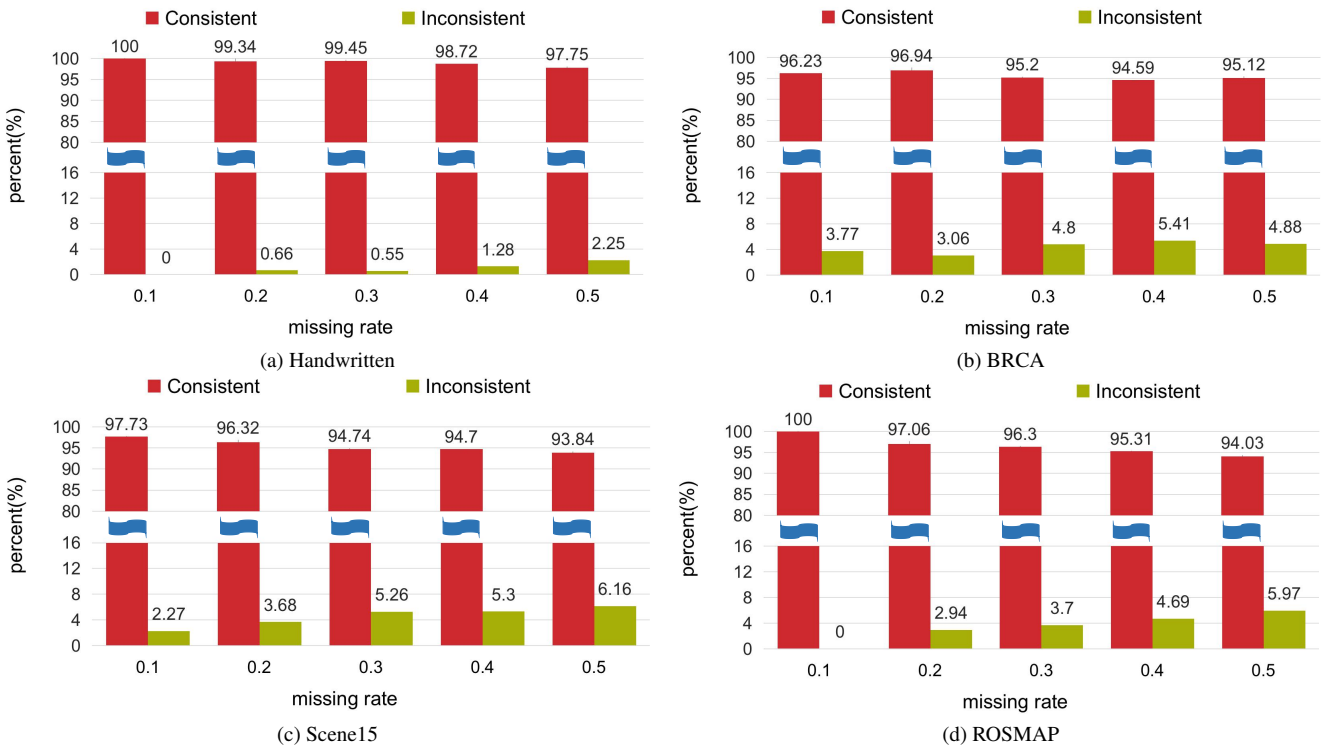 Consistent Inconsistent
100 99.34 99.45 98.72 97.75
100
95
90
85
80
16
12
8
4
0
percent(%)
0 0.66 0.55 1.28 2.25
0.1 0.2 0.3 0.4 0.5
missing rate
(a) Handwritten
Consistent Inconsistent
96.23 96.94 95.2 94.59 95.12
100
95
90
85
80
16
12
8
4
0
percent(%)
3.77 3.06 4.8 5.41 4.88
0.1 0.2 0.3 0.4 0.5
missing rate
(b) BRCA
Consistent Inconsistent
97.73 96.32 94.74 94.7 93.84
100
95
90
85
80
16
12
8
4
0
percent(%)
2.27 3.68 5.26 5.3 6.16
0.1 0.2 0.3 0.4 0.5
missing rate
(c) Scene15
Consistent Inconsistent
100 97.06 96.3 95.31 94.03
100
95
90
85
80
16
12
8
4
0
percent(%)
0 2.94 3.7 4.69 5.97
0.1 0.2 0.3 0.4 0.5
missing rate
(d) ROSMAP